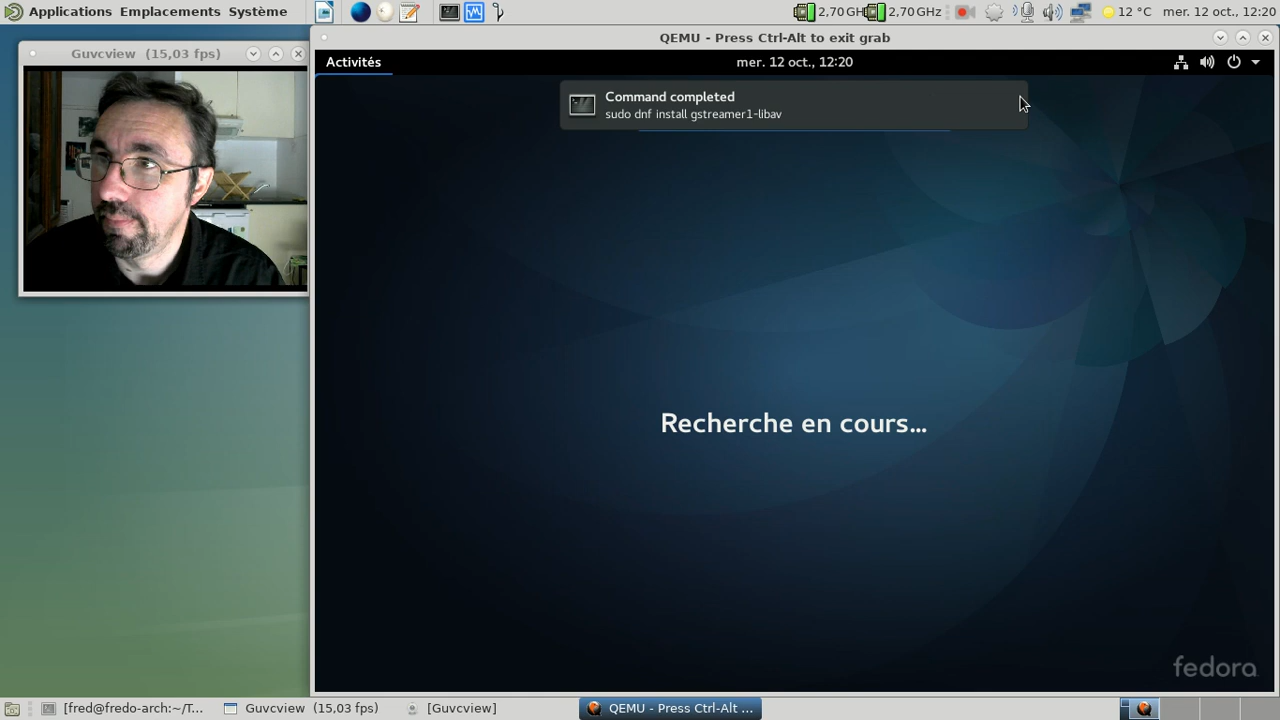 Applications Emplacements Système
2,70 GH 2,70 GHz
12 °C mer. 12 oct., 12:20
Guvcview (15,03 fps)
QEMU - Press Ctrl-Alt to exit grab
Activités
mer. 12 oct., 12:20
Command completed
sudo dnf install gstreamer1-libav
Recherche en cours...
fedora
[fred@fredo-arch:~/T... Guvcview (15,03 fps) [Guvcview] QEMU - Press Ctrl-Alt ...